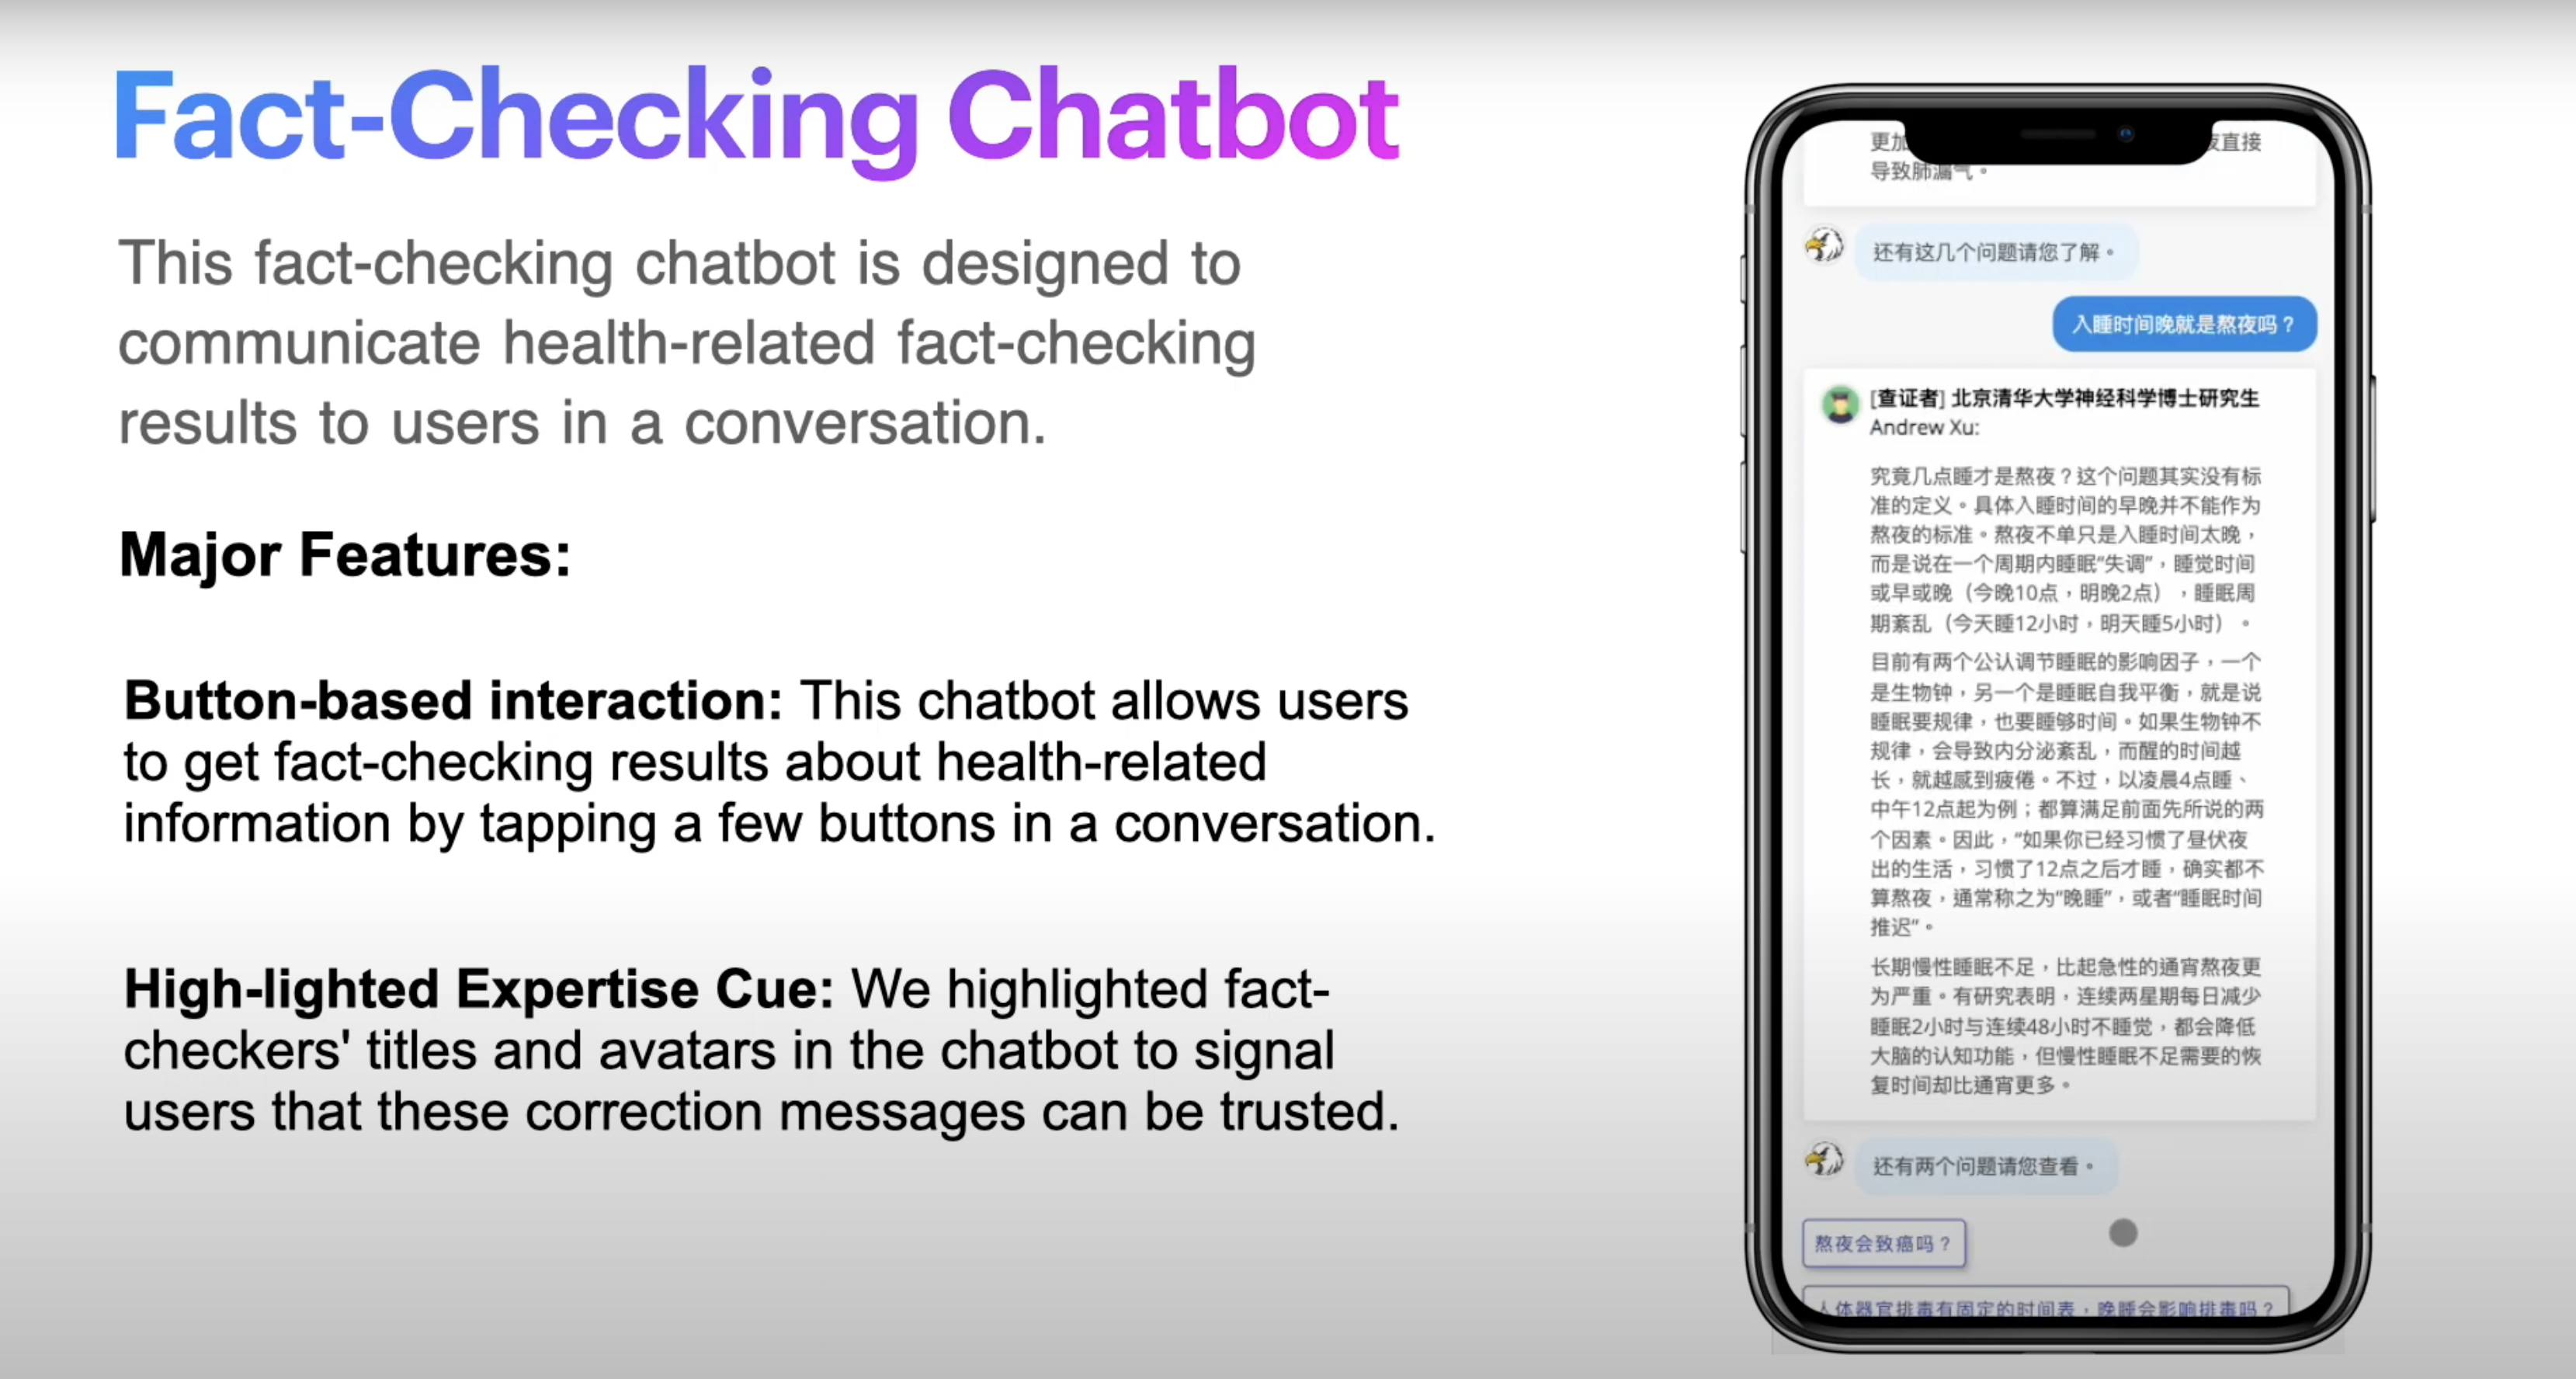 Fact-Checking Chatbot
This fact-checking chatbot is designed to
communicate health-related fact-checking
results to users in a conversation.
Major Features:
Button-based interaction: This chatbot allows users
to get fact-checking results about health-related
information by tapping a few buttons in a conversation.
High-lighted Expertise Cue: We highlighted fact-
checkers' titles and avatars in the chatbot to signal
users that these correction messages can be trusted.
更加 直接
导致肺漏气。
还有这几个问题请您了解。
入睡时间晚就是熬夜吗？
[查证者] 北京清华大学神经科学博士研究生
Andrew Xu:
究竟几点睡才是熬夜？这个问题其实没有标
准的定义。具体入睡时间的早晚并不能作为
熬夜的标准。熬夜不单只是入睡时间太晚，
而是说在一个周期内睡眠“失调”，睡觉时间
或早或晚（今晚10点，明晚2点），睡眠周
期紊乱（今天睡12小时，明天睡5小时）。
目前有两个公认调节睡眠的影响因子，一个
是生物钟，另一个是睡眠自我平衡，就是说
睡眠要规律，也要睡够时间。如果生物钟不
规律，会导致内分泌紊乱，而醒的时间越
长，就越感到疲倦。不过，以凌晨4点睡、
中午12点起为例；都算满足前面先所说的两
个因素。因此，“如果你已经习惯了昼伏夜
出的生活，习惯了12点之后才睡，确实都不
算熬夜，通常称之为“晚睡”，或者“睡眠时间
推迟”。
长期慢性睡眠不足，比起急性的通宵熬夜更
为严重。有研究表明，连续两星期每日减少
睡眠2小时与连续48小时不睡觉，都会降低
大脑的认知功能，但慢性睡眠不足需要的恢
复时间却比通宵更多。
还有两个问题请您查看。
熬夜会致癌吗？
人体器官排毒有固定的时间表，晚睡会影响排毒吗？